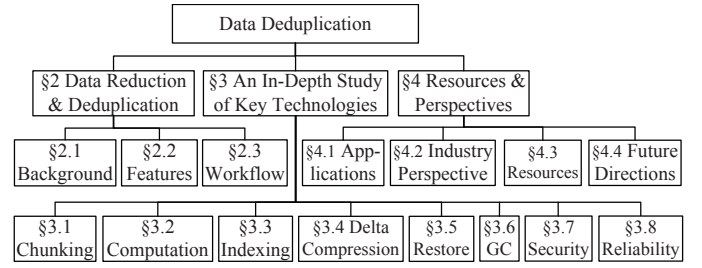 Data Deduplication
§2 Data Reduction
& Deduplication
§3 An In-Depth Study
of Key Technologies
§4 Resources &
Perspectives
§2.1
Background
§2.2
Features
§2.3
Workflow
§4.1 App-
lications
§4.2 Industry
Perspective
§4.3
Resources
§4.4 Future
Directions
§3.1
Chunking
§3.2
Computation
§3.3
Indexing
§3.4 Delta
Compression
§3.5
Restore
§3.6
GC
§3.7
Security
§3.8
Reliability